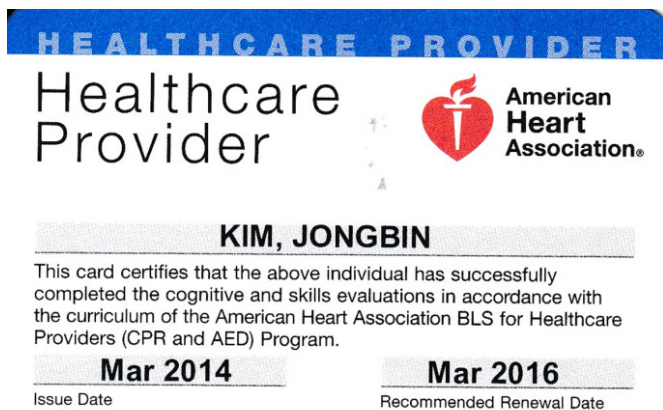 HEALTHCARE PROVIDER
Healthcare
Provider
American
Heart
Association®
KIM, JONGBIN
This card certifies that the above individual has successfully
completed the cognitive and skills evaluations in accordance with
the curriculum of the American Heart Association BLS for Healthcare
Providers (CPR and AED) Program.
Mar 2014
Mar 2016
Issue Date
Recommended Renewal Date